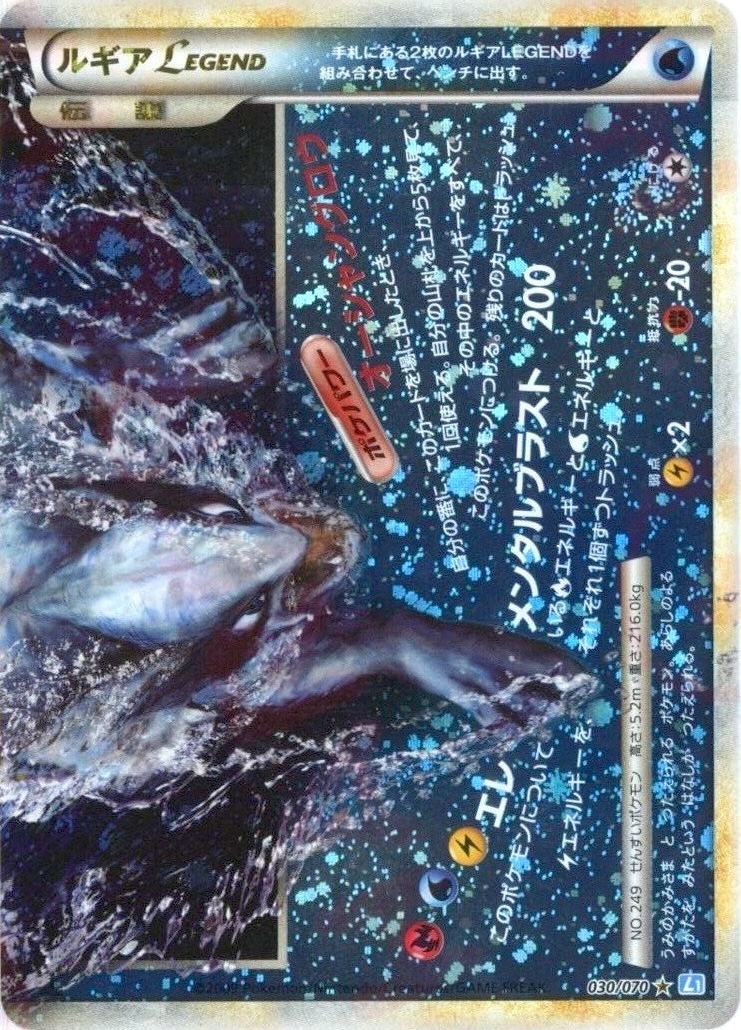 ルギア LEGEND
手札にある2枚のルギアLEGENDを
組み合わせて、ベンチに出す。
伝説
ポケパワー
オーシャングロウ
自分の番に、このカードを場に出したとき、
1回使える。自分の山札を上から5枚見て、
その中のエネルギーをすべて、
このポケモンにつける。残りのカードはトラッシュ。
エレメンタルブラスト 200
このポケモンについている エネルギーと エネルギーと
エネルギーを、それぞれ1個ずつトラッシュ。
弱点
×2
抵抗力
-20
にげる
NO.249 せんすいポケモン 高さ:5.2m 重さ:216.0kg
うみのかみさま と つたえられる ポケモン。あらしのよる
すがたを みたという はなしが つたえられる。
©2009 Pokémon/Nintendo/Creatures/GAME FREAK.
030/070
L1